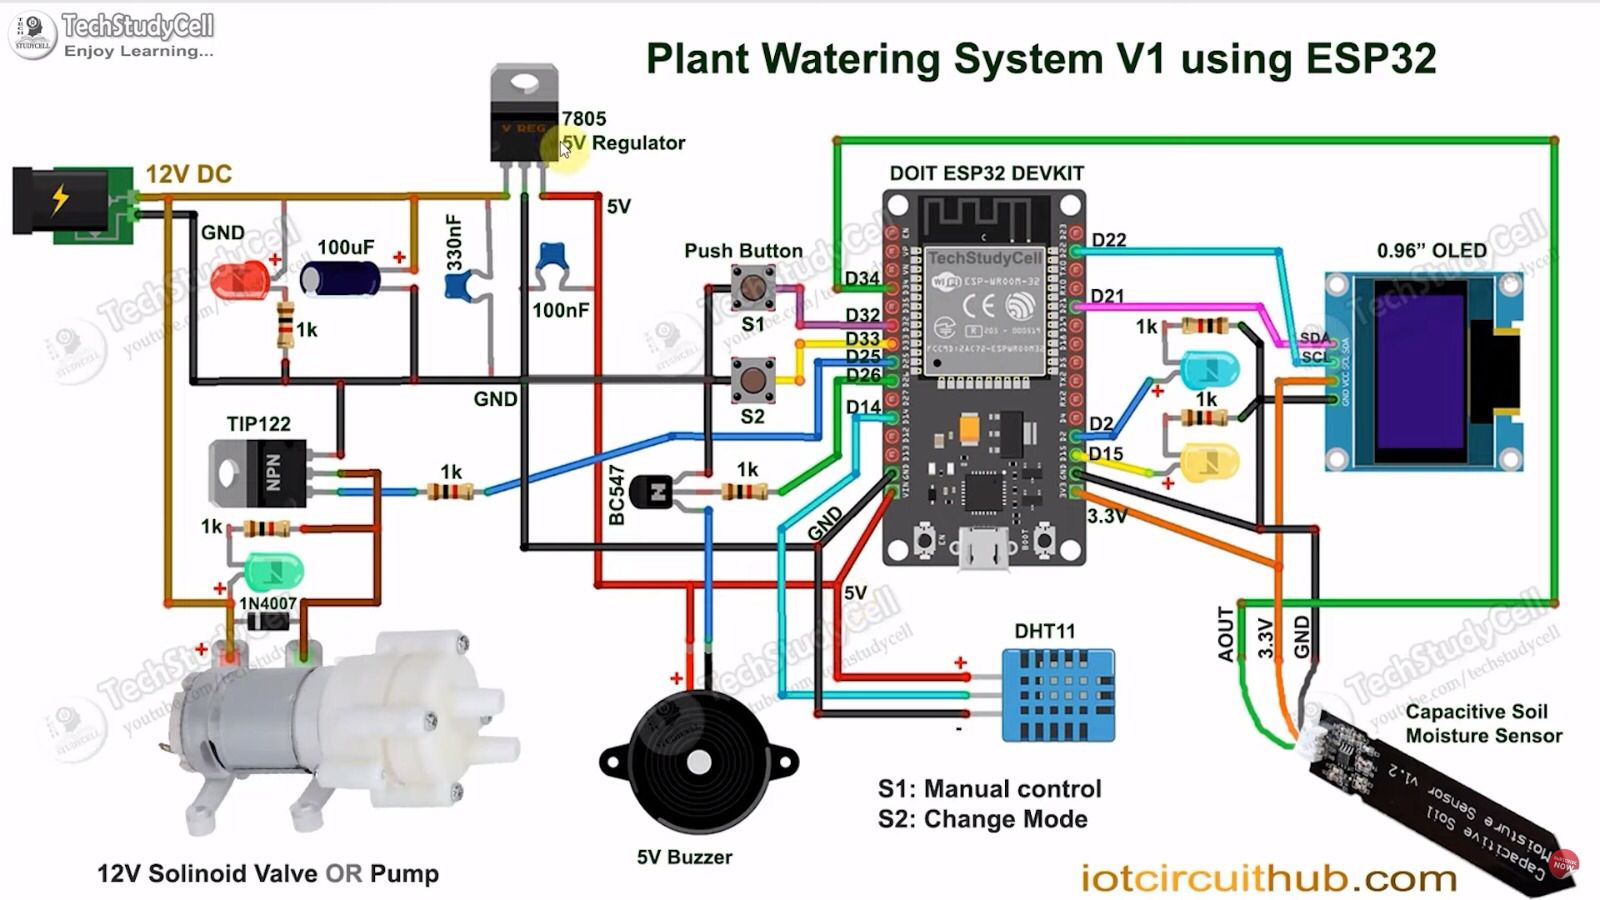 TechStudyCell
Enjoy Learning...
Plant Watering System V1 using ESP32
7805
5V Regulator
V REG
12V DC
5V
GND
DOIT ESP32 DEVKIT
TechStudyCell
ESP-WROOM-32
D34
D32
D33
D25
D26
D14
D22
D21
D2
D15
3.3V
0.96” OLED
SDA
SCL
1k
1k
Push Button
S1
S2
100uF
330nF
100nF
1k
GND
TIP122
NPN
1k
1k
1N4007
BC547
N
1k
GND
5V
EN
BOOT
DHT11
AOUT
3.3V
GND
Capacitive Soil
Moisture Sensor
Capacitive Soil
Moisture Sensor v1.2
S1: Manual control
S2: Change Mode
5V Buzzer
12V Solinoid Valve OR Pump
iotcircuithub.com
TechStudyCell
youtube.com/techstudycell